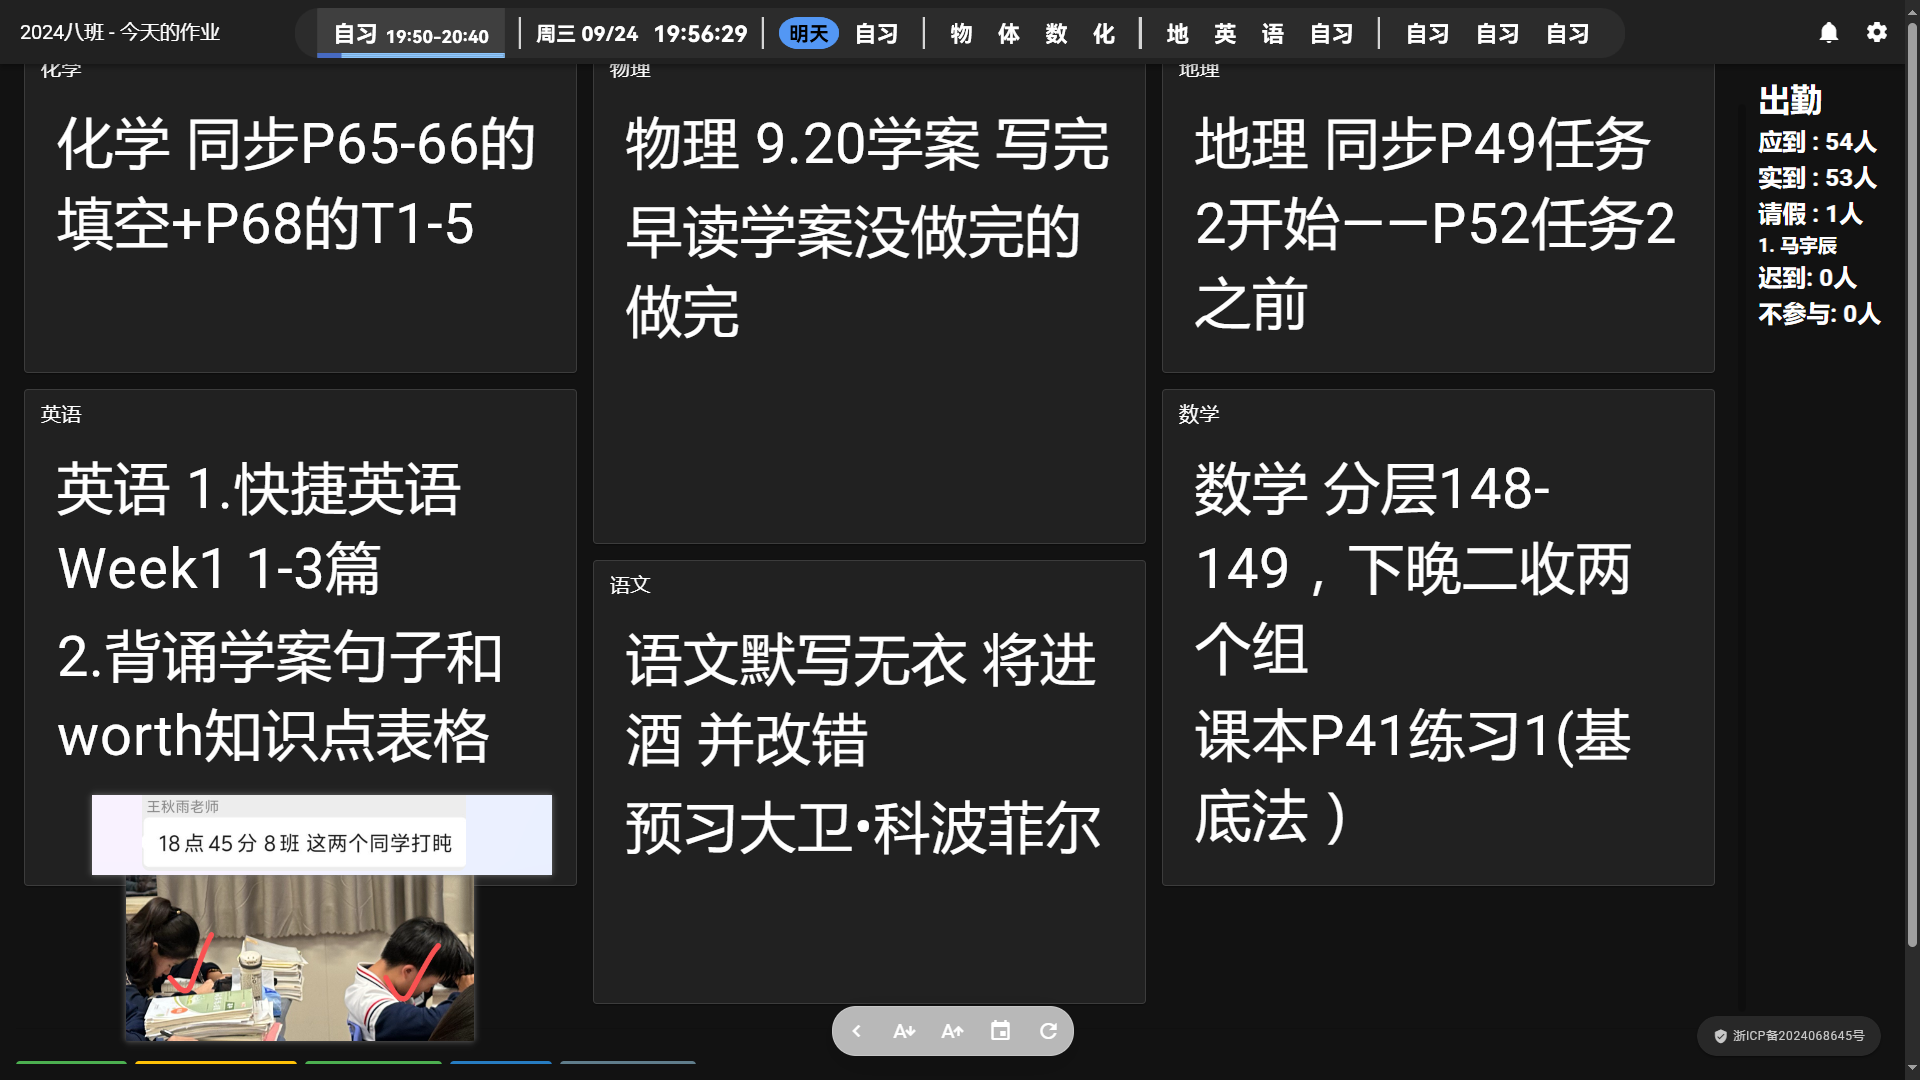 2024八班 - 今天的作业
自习 19:50-20:40 | 周三 09/24 19:56:29 | 明天 自习 | 物 体 数 化 | 地 英 语 自习 | 自习 自习 自习
化学
化学 同步P65-66的
填空+P68的T1-5
物理
物理 9.20学案 写完
早读学案没做完的
做完
地理
地理 同步P49任务
2开始——P52任务2
之前
英语
英语 1.快捷英语
Week1 1-3篇
2.背诵学案句子和
worth知识点表格
王秋雨老师
18点45分 8班 这两个同学打盹
语文
语文默写无衣 将进
酒 并改错
预习大卫•科波菲尔
数学
数学 分层148-
149，下晚二收两
个组
课本P41练习1(基
底法）
出勤
应到 : 54人
实到 : 53人
请假 : 1人
1. 马宇辰
迟到: 0人
不参与: 0人
浙ICP备2024068645号